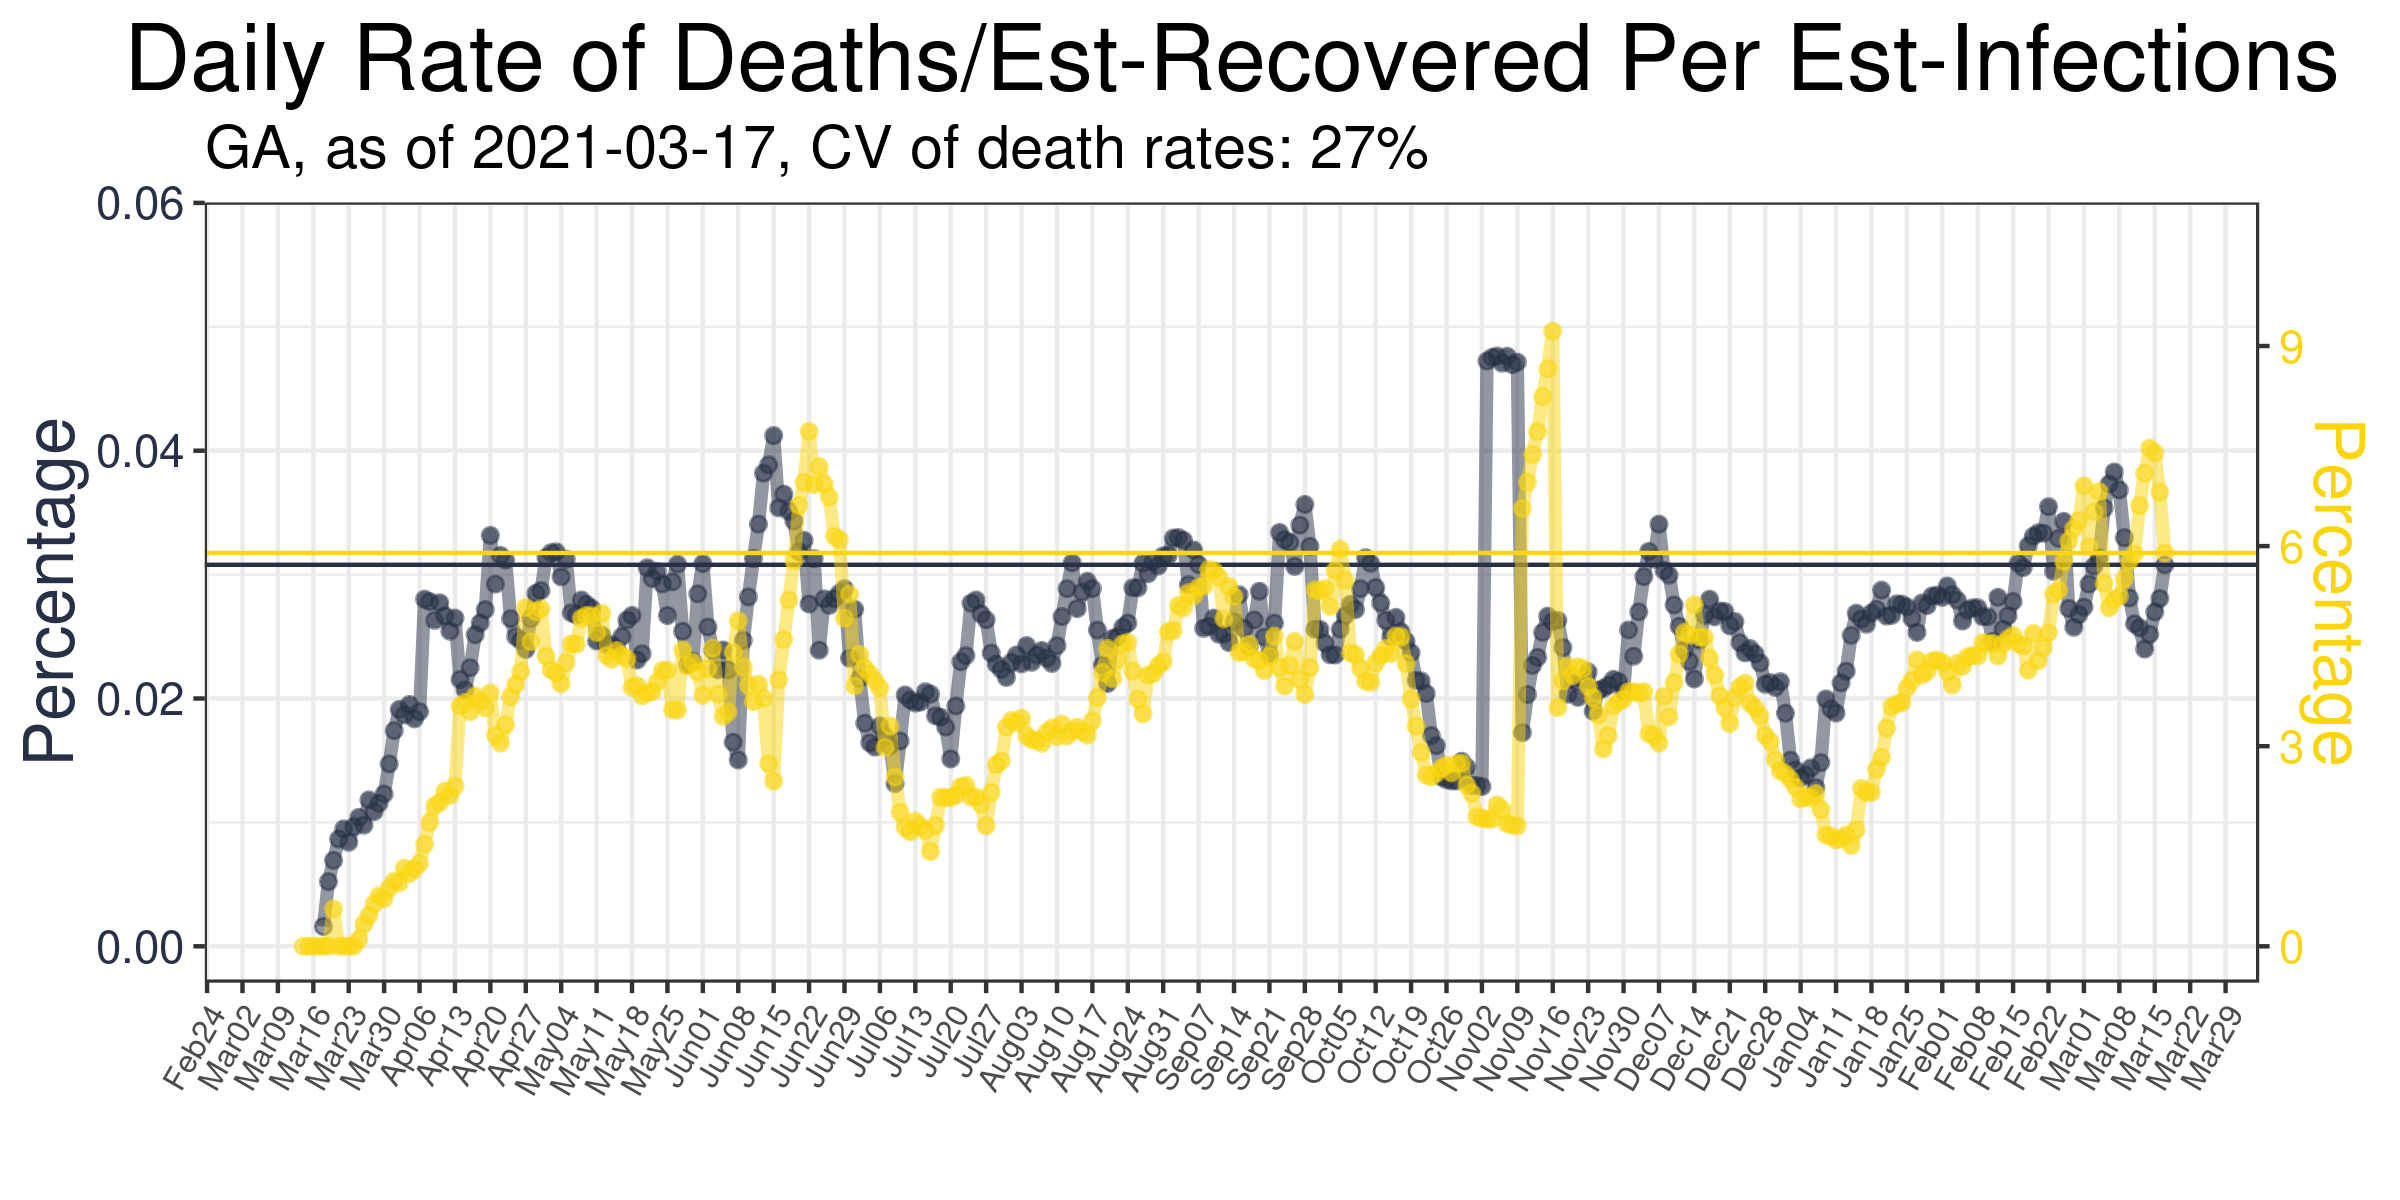 Daily Rate of Deaths/Est-Recovered Per Est-Infections
GA, as of 2021-03-17, CV of death rates: 27%
Percentage
0.06
0.04
0.02
0.00
9
6
3
0
Percentage
Feb24
Mar02
Mar09
Mar16
Mar23
Mar30
Apr06
Apr13
Apr20
Apr27
May04
May11
May18
May25
Jun01
Jun08
Jun15
Jun22
Jun29
Jul06
Jul13
Jul20
Jul27
Aug03
Aug10
Aug17
Aug24
Aug31
Sep07
Sep14
Sep21
Sep28
Oct05
Oct12
Oct19
Oct26
Nov02
Nov09
Nov16
Nov23
Nov30
Dec07
Dec14
Dec21
Dec28
Jan04
Jan11
Jan18
Jan25
Feb01
Feb08
Feb15
Feb22
Mar01
Mar08
Mar15
Mar22
Mar29